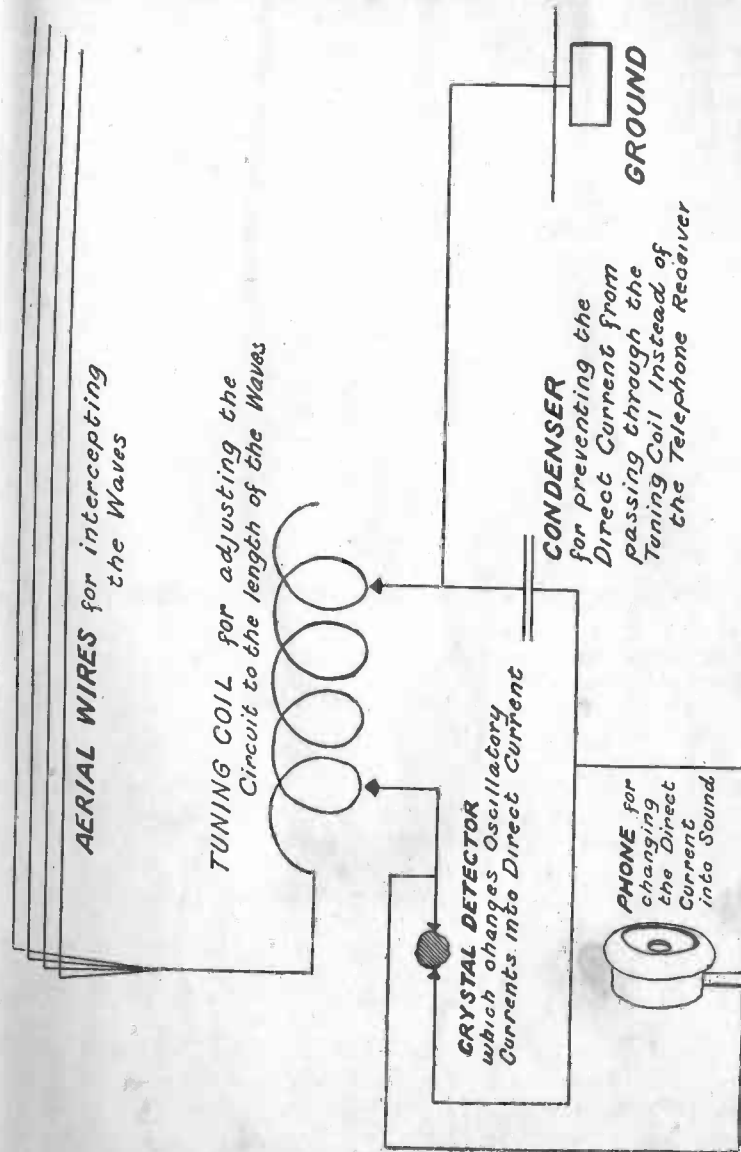 AERIAL WIRES for intercepting
the Waves
TUNING COIL for adjusting the
Circuit to the length of the Waves
CRYSTAL DETECTOR
which changes Oscillatory
Currents into Direct Current
CONDENSER
for preventing the
Direct Current from
passing through the
Tuning Coil Instead of
the Telephone Receiver
GROUND
PHONE for
changing
the Direct
Current
into Sound